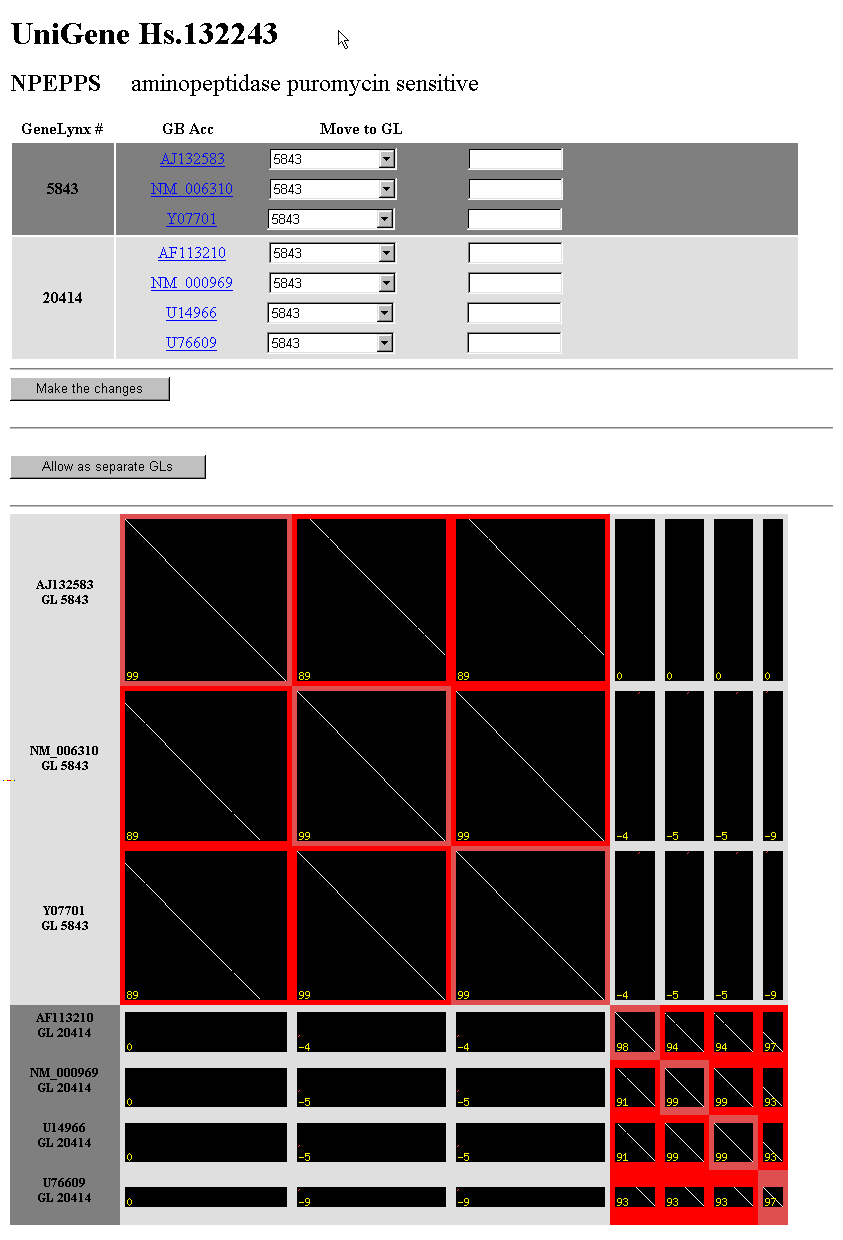 UniGene Hs.132243
NPEPPS aminopeptidase puromycin sensitive
GeneLynx # GB Acc Move to GL
5843
AJ132583 5843
NM_006310 5843
Y07701 5843
20414
AF113210 5843
NM_000969 5843
U14966 5843
U76609 5843
Make the changes
Allow as separate GLs
AJ132583
GL 5843
99 89 89 0 0 0 0
NM_006310
GL 5843
89 99 99 -4 -5 -5 -9
Y07701
GL 5843
89 99 99 -4 -5 -5 -9
AF113210
GL 20414
0 -4 -4 98 94 94 97
NM_000969
GL 20414
0 -5 -5 91 99 99 93
U14966
GL 20414
0 -5 -5 91 99 99 93
U76609
GL 20414
0 -9 -9 93 93 93 97